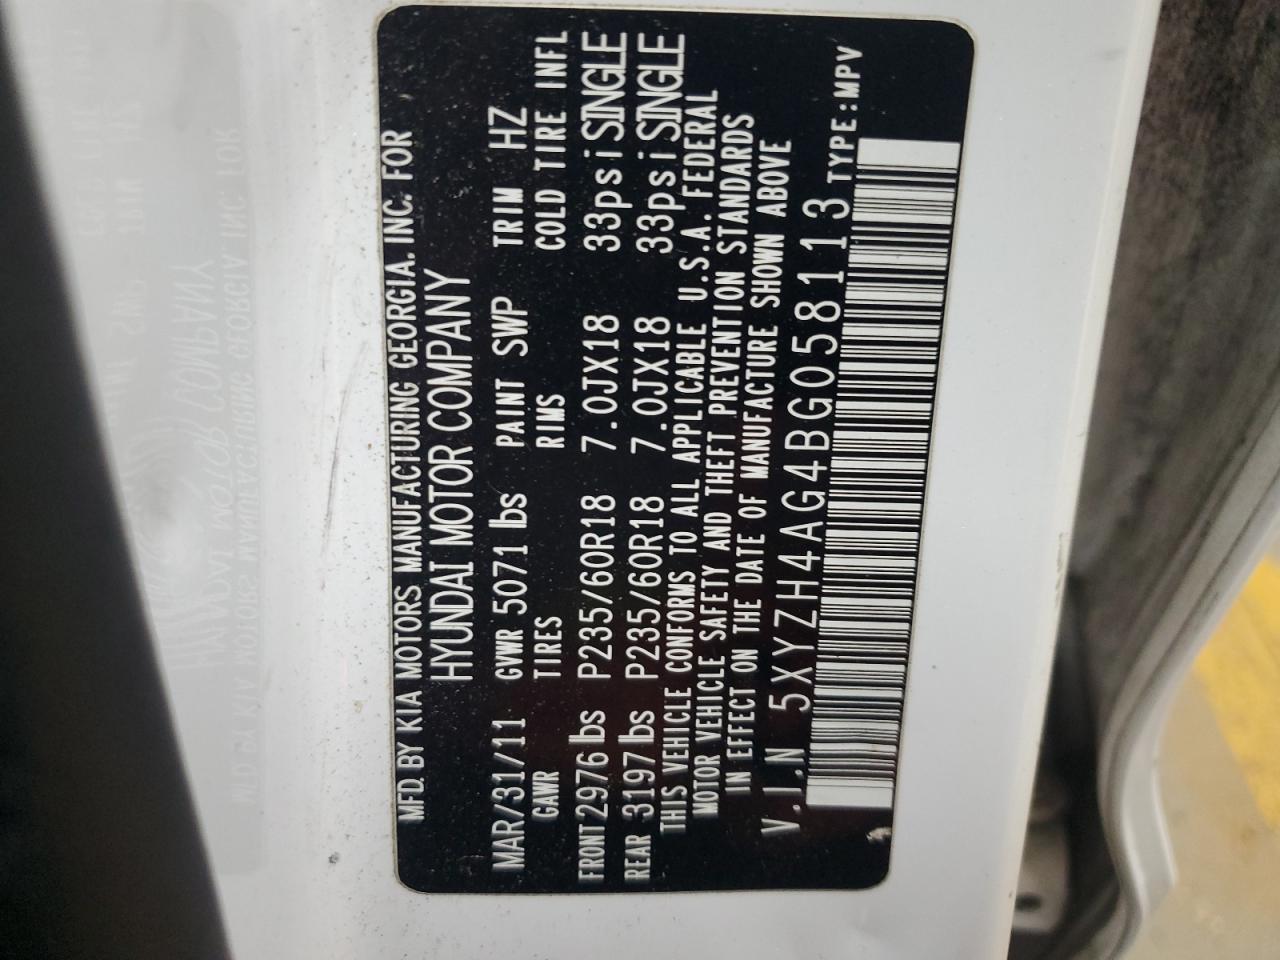 MFD. BY KIA MOTORS MANUFACTURING GEORGIA. INC. FOR
HYUNDAI MOTOR COMPANY
MAR/31/11 GVWR 5071 lbs PAINT SWP TRIM HZ
GAWR TIRES RIMS COLD TIRE INFL
FRONT 2976 lbs P235/60R18 7.0JX18 33psi SINGLE
REAR 3197 lbs P235/60R18 7.0JX18 33psi SINGLE
THIS VEHICLE CONFORMS TO ALL APPLICABLE U.S.A. FEDERAL
MOTOR VEHICLE SAFETY AND THEFT PREVENTION STANDARDS
IN EFFECT ON THE DATE OF MANUFACTURE SHOWN ABOVE
V.I.N 5XYZH4AG4BG058113 TYPE:MPV